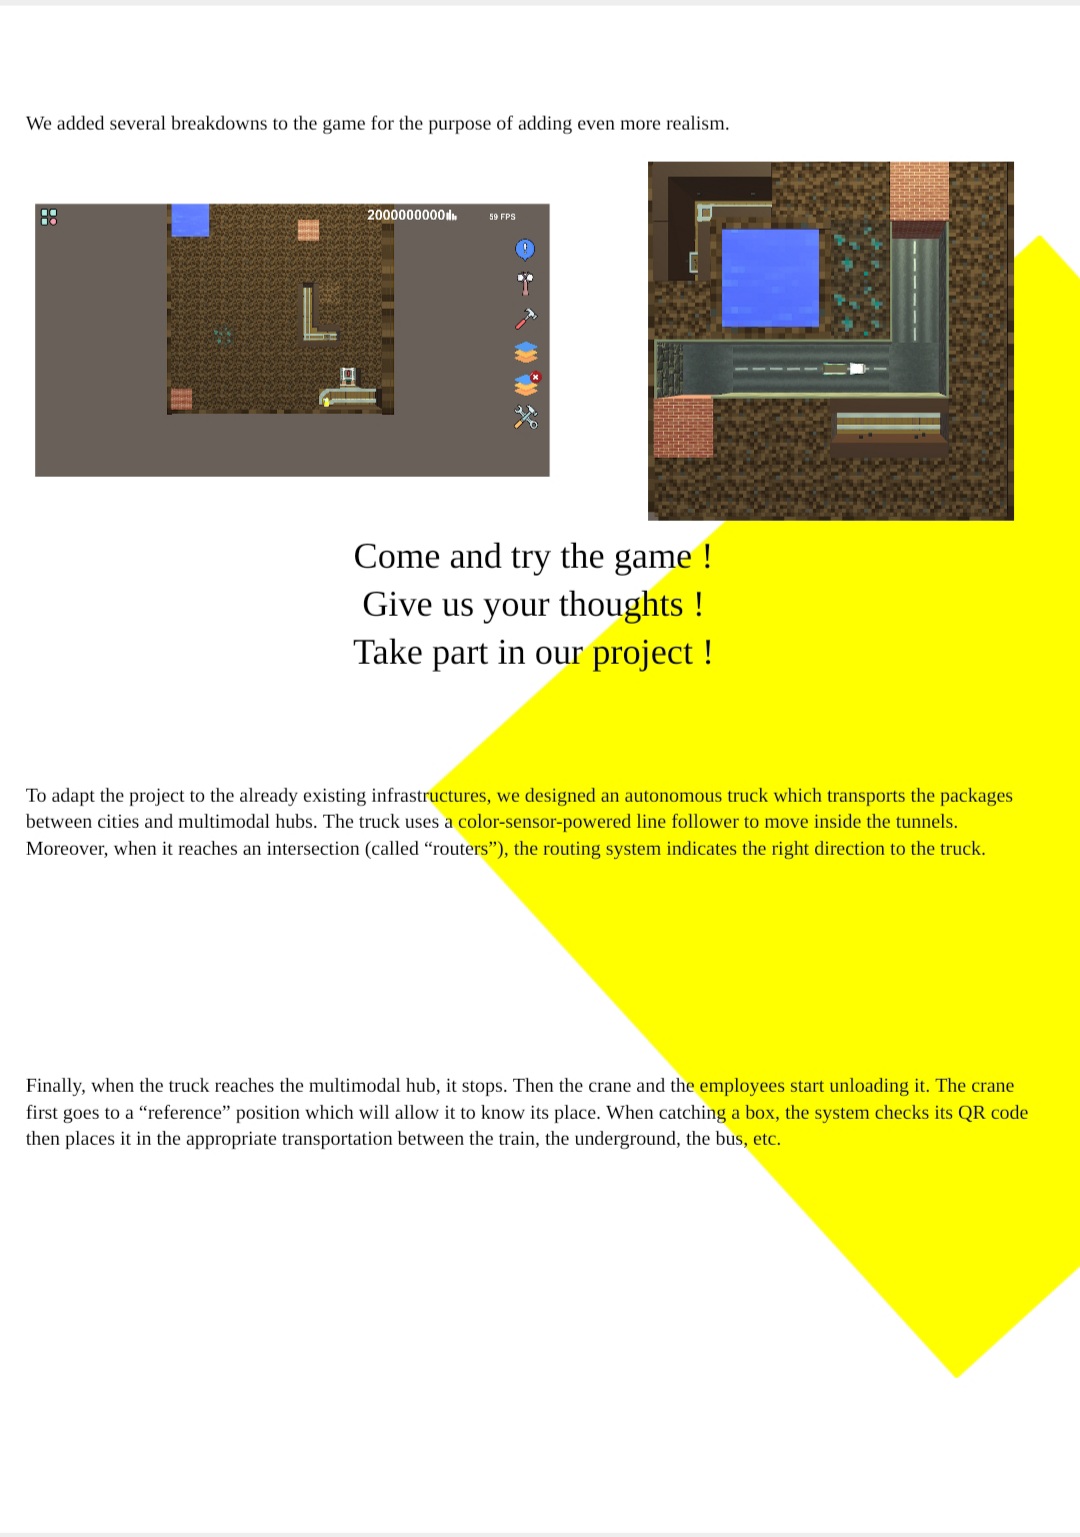 We added several breakdowns to the game for the purpose of adding even more realism.
2000000000
59 FPS
Come and try the game !
Give us your thoughts !
Take part in our project !
To adapt the project to the already existing infrastructures, we designed an autonomous truck which transports the packages
between cities and multimodal hubs. The truck uses a color-sensor-powered line follower to move inside the tunnels.
Moreover, when it reaches an intersection (called “routers”), the routing system indicates the right direction to the truck.
Finally, when the truck reaches the multimodal hub, it stops. Then the crane and the employees start unloading it. The crane
first goes to a “reference” position which will allow it to know its place. When catching a box, the system checks its QR code
then places it in the appropriate transportation between the train, the underground, the bus, etc.